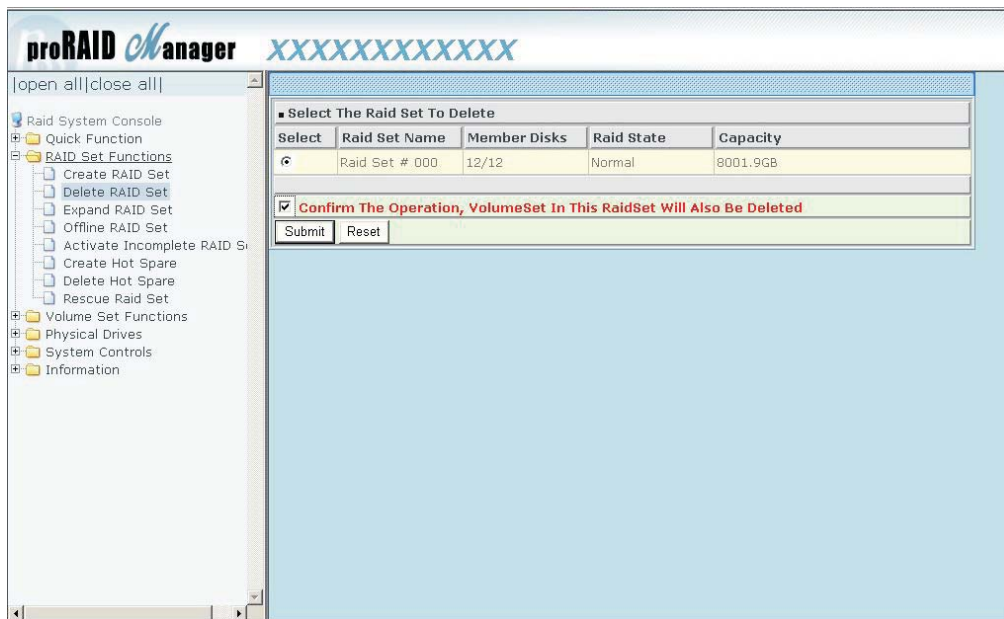 proRAID Manager XXXXXXXXXXXX
|open all|close all|
Raid System Console
Quick Function
RAID Set Functions
Create RAID Set
Delete RAID Set
Expand RAID Set
Offline RAID Set
Activate Incomplete RAID S
Create Hot Spare
Delete Hot Spare
Rescue Raid Set
Volume Set Functions
Physical Drives
System Controls
Information
Select The Raid Set To Delete
Select Raid Set Name Member Disks Raid State Capacity
Raid Set # 000 12/12 Normal 8001.9GB
Confirm The Operation, VolumeSet In This RaidSet Will Also Be Deleted
Submit Reset